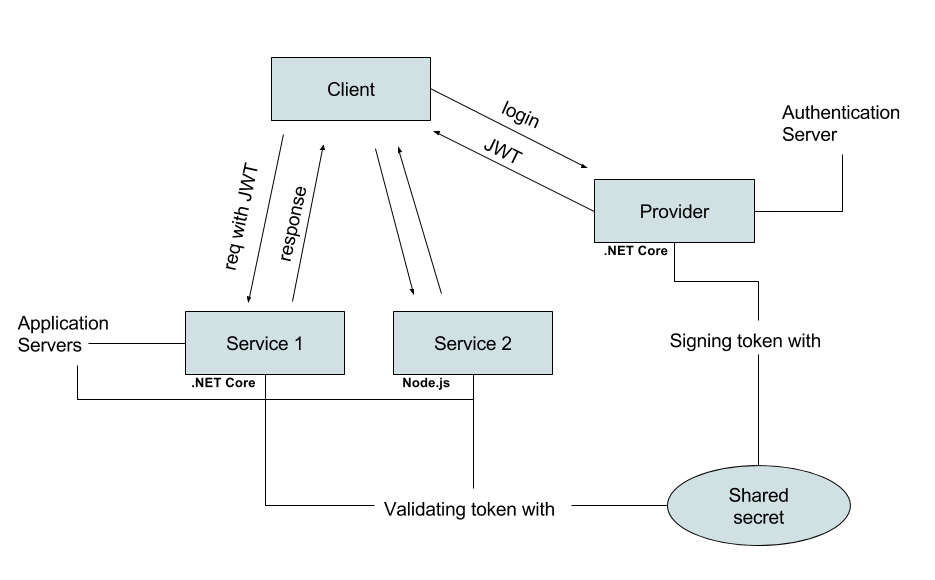 Client
login
JWT
Authentication
Server
Provider
.NET Core
req with JWT
response
Application
Servers
Service 1
.NET Core
Service 2
Node.js
Signing token with
Validating token with
Shared
secret